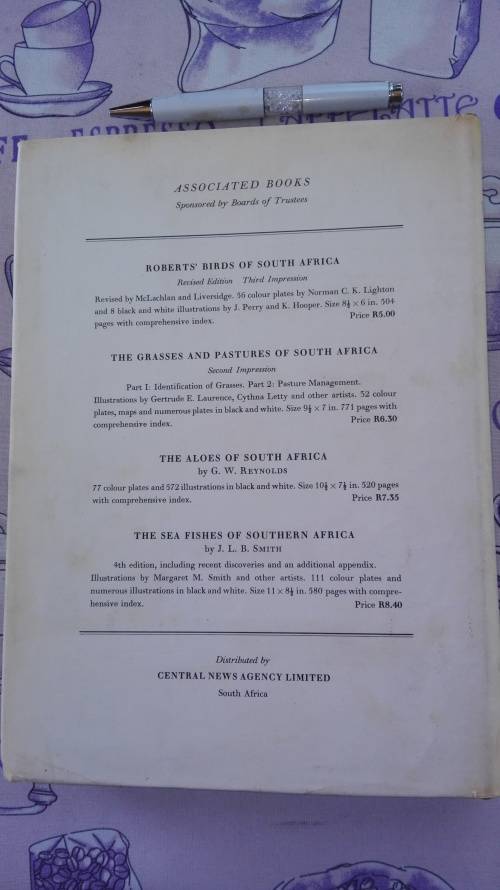 ESPRESSO
ASSOCIATED BOOKS
Sponsored by Boards of Trustees
ROBERTS' BIRDS OF SOUTH AFRICA
Revised Edition Third Impression
Revised by McLachlan and Liversidge. 56 colour plates by Norman C. K. Lighton
and 8 black and white illustrations by J. Perry and K. Hooper. Size 8½ × 6 in. 504
pages with comprehensive index. Price R5.00
THE GRASSES AND PASTURES OF SOUTH AFRICA
Second Impression
Part I: Identification of Grasses. Part 2: Pasture Management.
Illustrations by Gertrude E. Laurence, Cythna Letty and other artists. 52 colour
plates, maps and numerous plates in black and white. Size 9½ × 7 in. 771 pages with
comprehensive index. Price R6.30
THE ALOES OF SOUTH AFRICA
by G. W. REYNOLDS
77 colour plates and 572 illustrations in black and white. Size 10¾ × 7½ in. 520 pages
with comprehensive index. Price R7.35
THE SEA FISHES OF SOUTHERN AFRICA
by J. L. B. SMITH
4th edition, including recent discoveries and an additional appendix.
Illustrations by Margaret M. Smith and other artists. 111 colour plates and
numerous illustrations in black and white. Size 11 × 8½ in. 580 pages with compre-
hensive index. Price R8.40
Distributed by
CENTRAL NEWS AGENCY LIMITED
South Africa